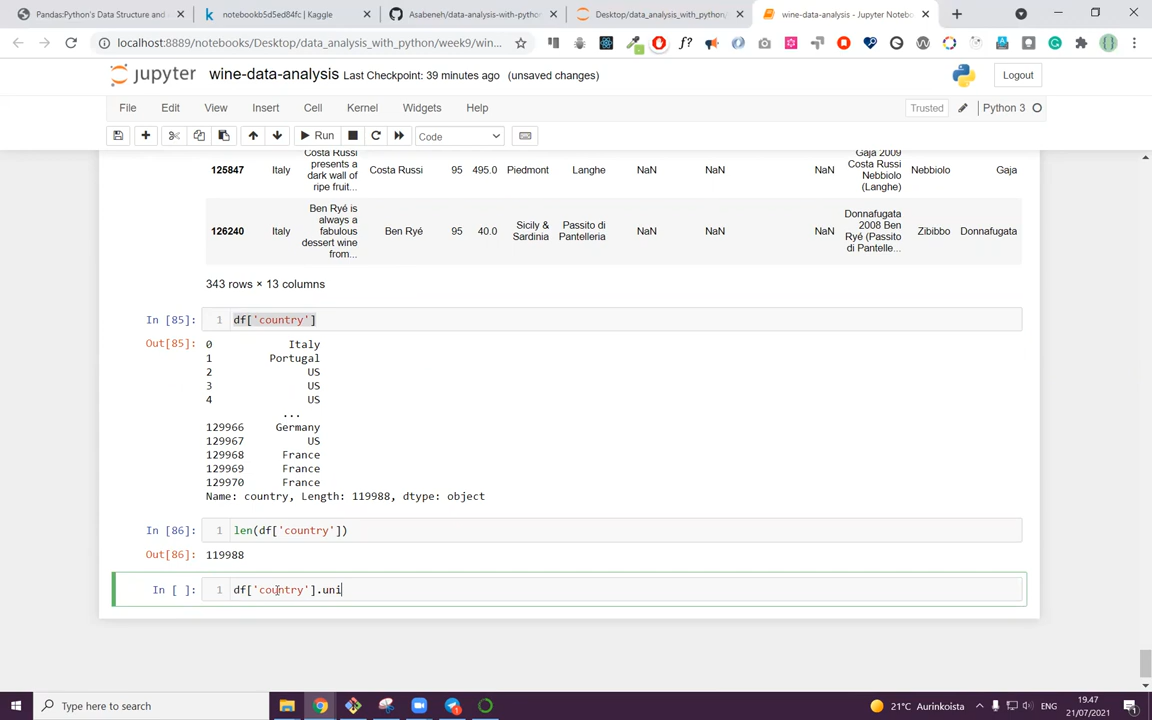 Pandas:Python's Data Structure and
notebookb5d5ed84fc | Kaggle
Asabeneh/data-analysis-with-python
Desktop/data_analysis_with_python/
wine-data-analysis - Jupyter Notebo
localhost:8889/notebooks/Desktop/data_analysis_with_python/week9/win...
jupyter wine-data-analysis Last Checkpoint: 39 minutes ago (unsaved changes)
Logout
File Edit View Insert Cell Kernel Widgets Help
Trusted Python 3
Run Code
125847 Italy Costa Russi presents a dark wall of ripe fruit... Costa Russi 95 495.0 Piedmont Langhe NaN NaN NaN Gaja 2009 Costa Russi Nebbiolo (Langhe) Nebbiolo Gaja
126240 Italy Ben Ryé is always a fabulous dessert wine from... Ben Ryé 95 40.0 Sicily & Sardinia Passito di Pantelleria NaN NaN NaN Donnafugata 2008 Ben Ryé (Passito di Pantelle... Zibibbo Donnafugata
343 rows × 13 columns
In [85]: 1 df['country']
Out[85]: 0 Italy
1 Portugal
2 US
3 US
4 US
...
129966 Germany
129967 US
129968 France
129969 France
129970 France
Name: country, Length: 119988, dtype: object
In [86]: 1 len(df['country'])
Out[86]: 119988
In [ ]: 1 df['country'].uni
Type here to search
21°C Aurinkoista
ENG
19.47
21/07/2021